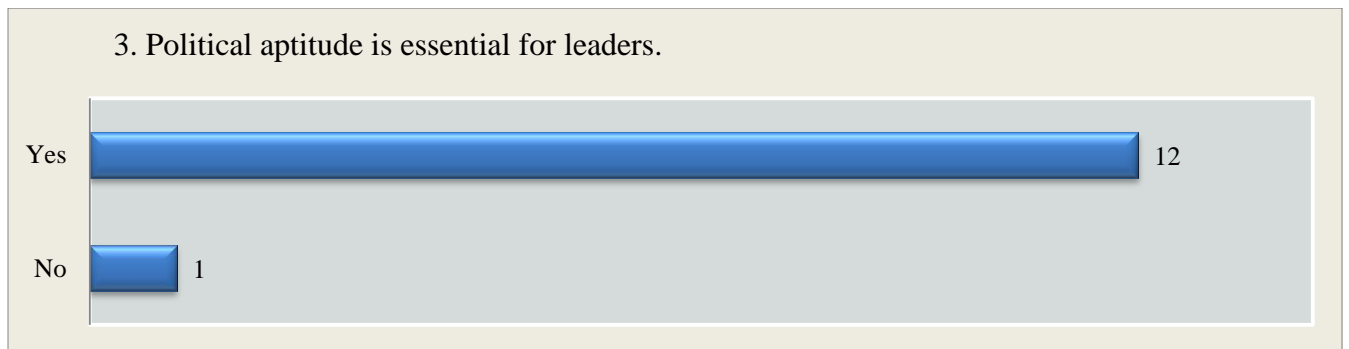 3. Political aptitude is essential for leaders.
Yes 12
No 1